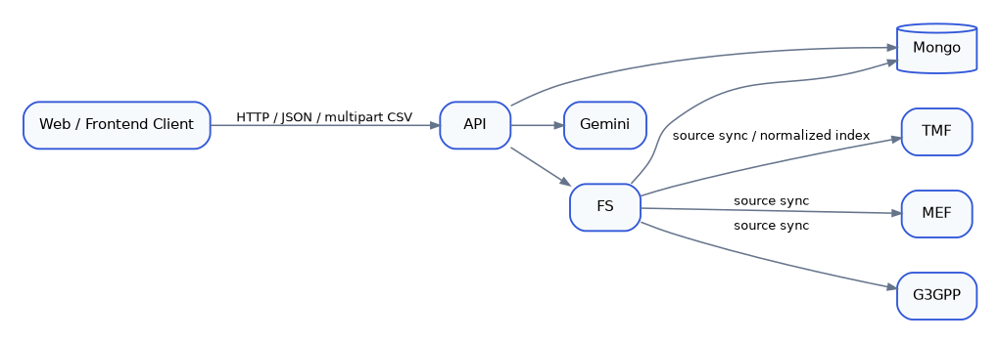 Mongo
HTTP / JSON / multipart CSV
Web / Frontend Client
API
Gemini
source sync / normalized index
TMF
source sync
FS
MEF
source sync
G3GPP